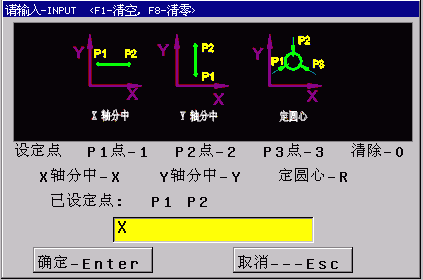 请输入-INPUT <F1-清空, F8-清零>
Y Y P2 Y P2
P1 P2 P1 P3
P1
X X X
X 轴分中 Y 轴分中 定圆心
设定点 P1点-1 P2点-2 P3点-3 清除-0
X轴分中-X Y轴分中-Y 定圆心-R
已设定点: P1 P2
X
确定-Enter 取消---Esc